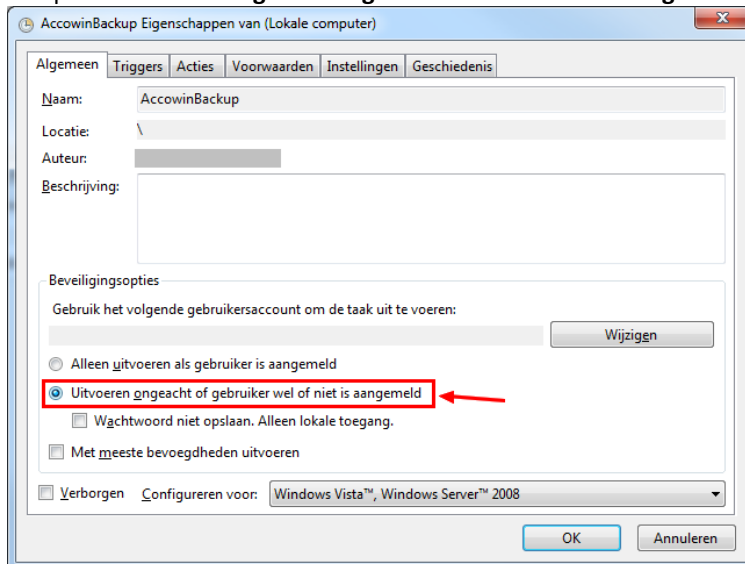 AccowinBackup Eigenschappen van (Lokale computer)
Algemeen Triggers Acties Voorwaarden Instellingen Geschiedenis
Naam: AccowinBackup
Locatie: \
Auteur:
Beschrijving:
Beveiligingsopties
Gebruik het volgende gebruikersaccount om de taak uit te voeren:
Wijzigen
Alleen uitvoeren als gebruiker is aangemeld
Uitvoeren ongeacht of gebruiker wel of niet is aangemeld
Wachtwoord niet opslaan. Alleen lokale toegang.
Met meeste bevoegdheden uitvoeren
Verborgen Configureren voor: Windows Vista™, Windows Server™ 2008
OK Annuleren